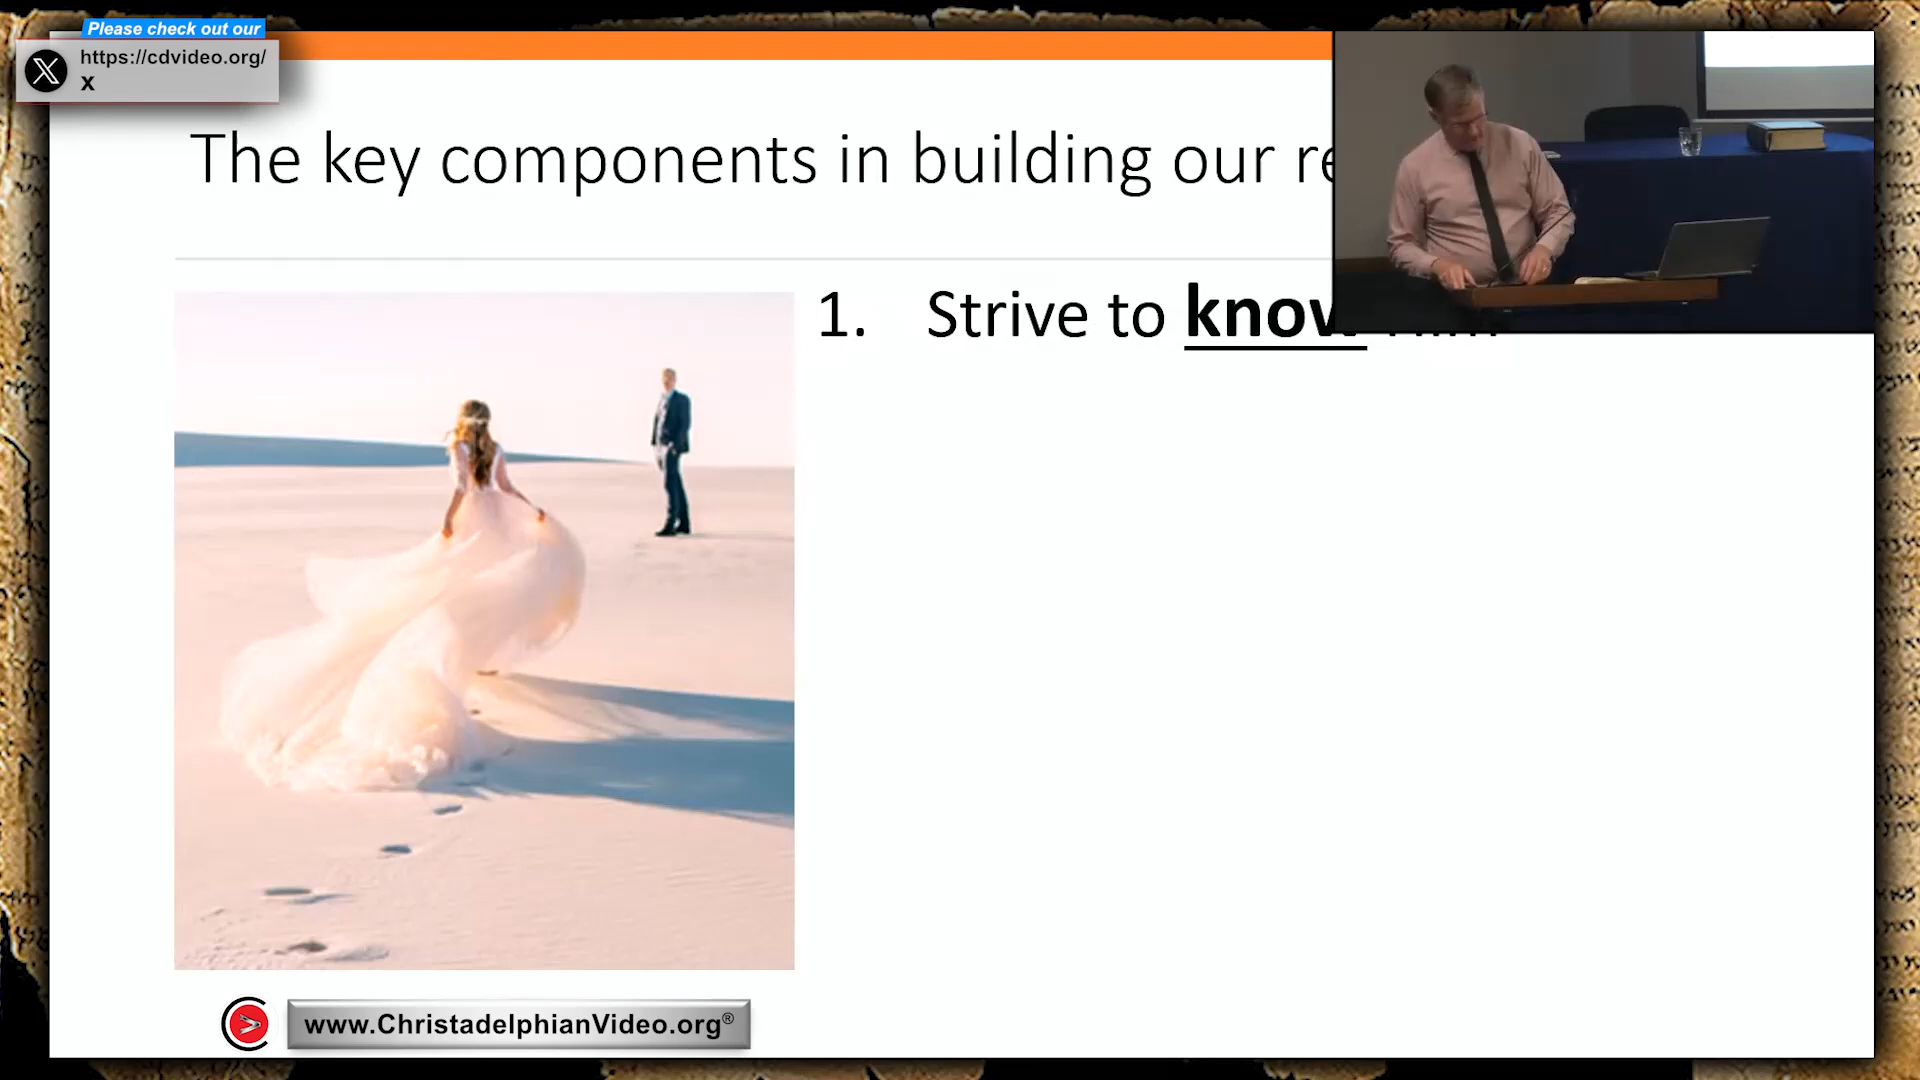 Please check out our
https://cdvideo.org/
x
The key components in building our
1. Strive to know
www.ChristadelphianVideo.org®